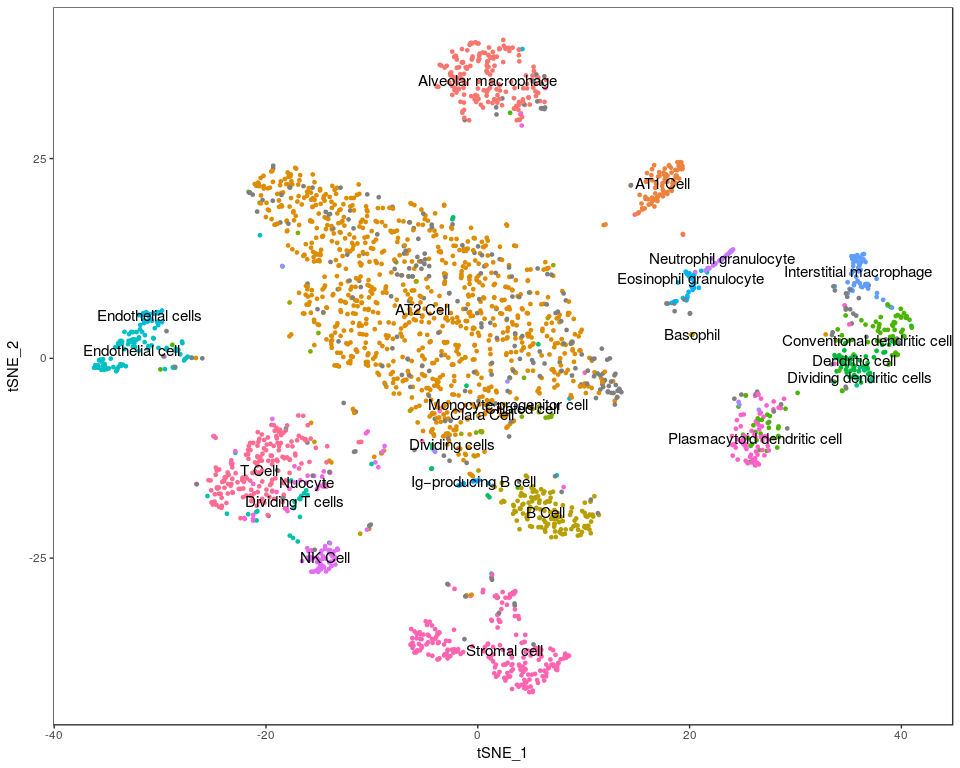 Alveolar macrophage
25
AT1 Cell
Neutrophil granulocyte
Interstitial macrophage
Eosinophil granulocyte
AT2 Cell
Endothelial cells
Basophil
Conventional dendritic cell
Endothelial cell
0
Dendritic cell
Dividing dendritic cells
tSNE_2
Monocyte progenitor cell
Ciliated cell
Clara Cell
Plasmacytoid dendritic cell
Dividing cells
T Cell
Nuocyte
Ig−producing B cell
Dividing T cells
B Cell
NK Cell
-25
Stromal cell
-40
-20
0
20
40
tSNE_1